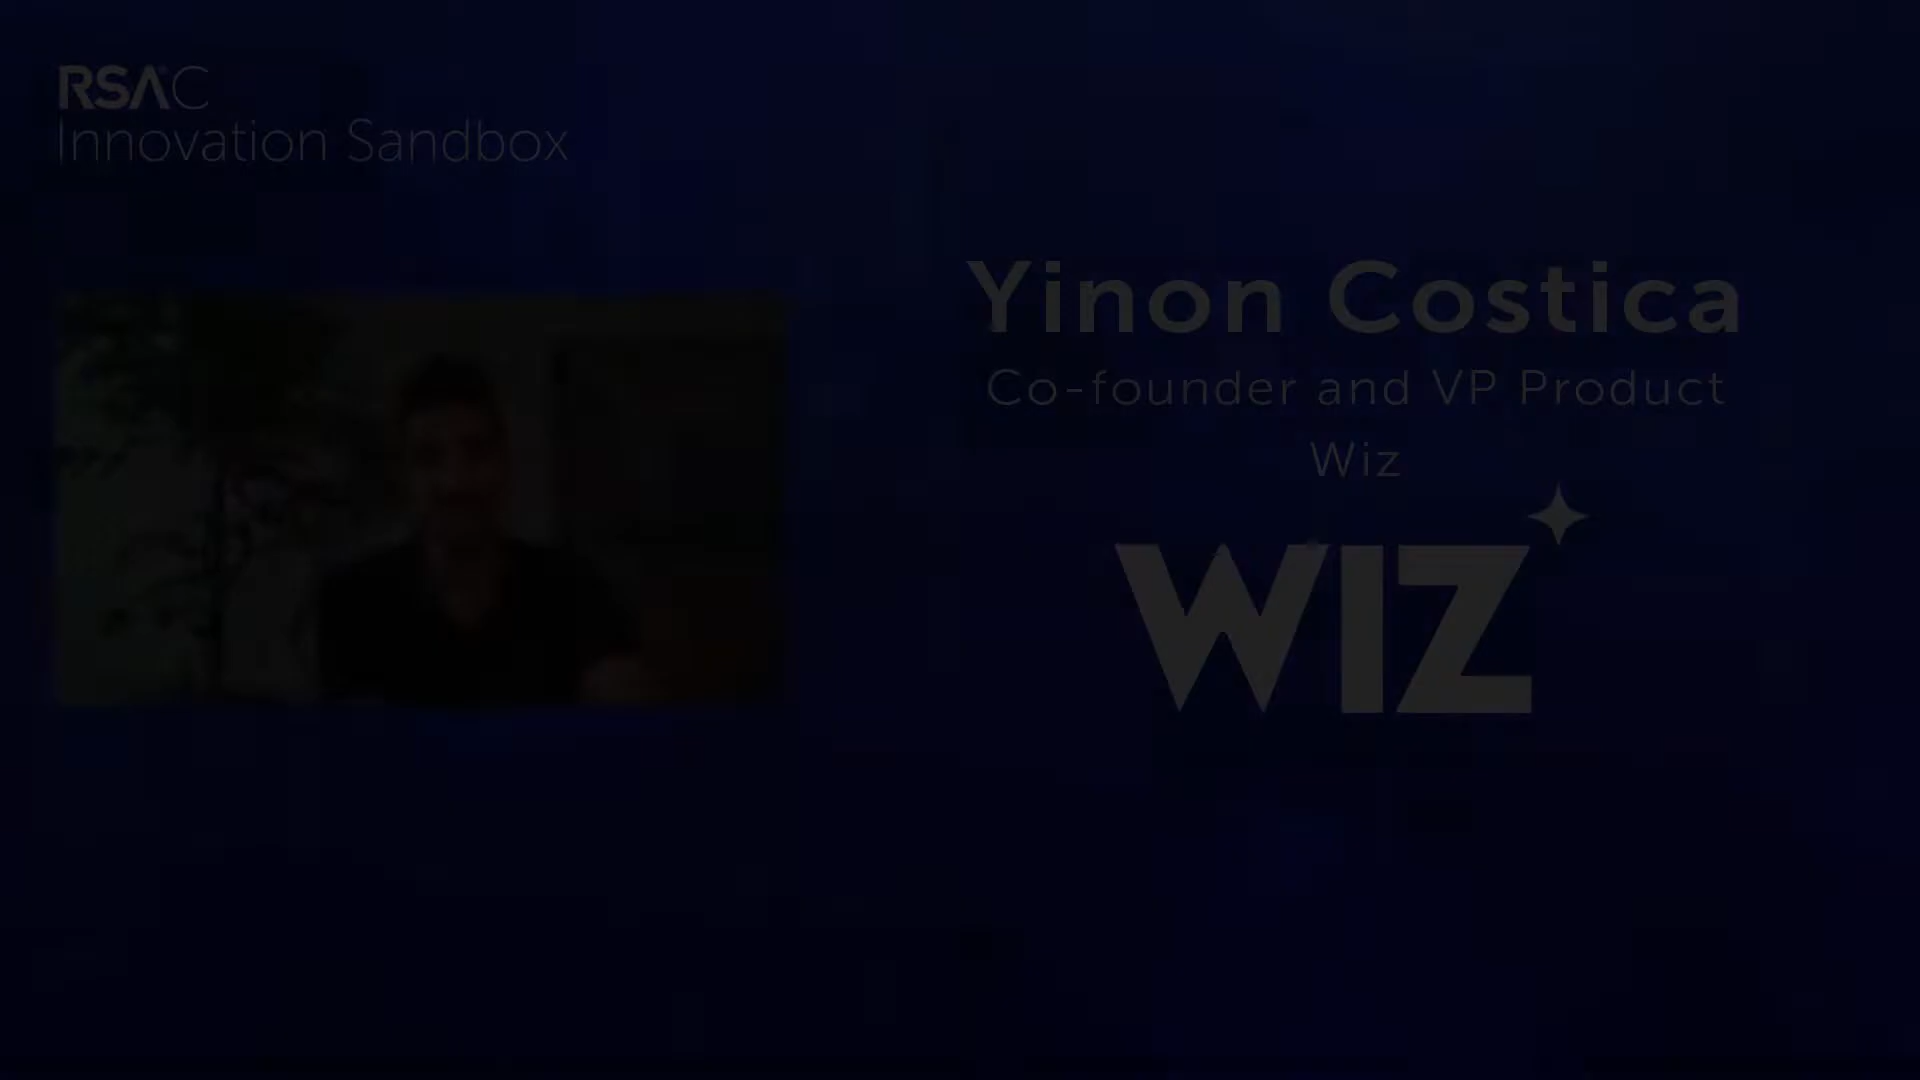 RSAC
Innovation Sandbox
Yinon Costica
Co-founder and VP Product
Wiz
WIZ